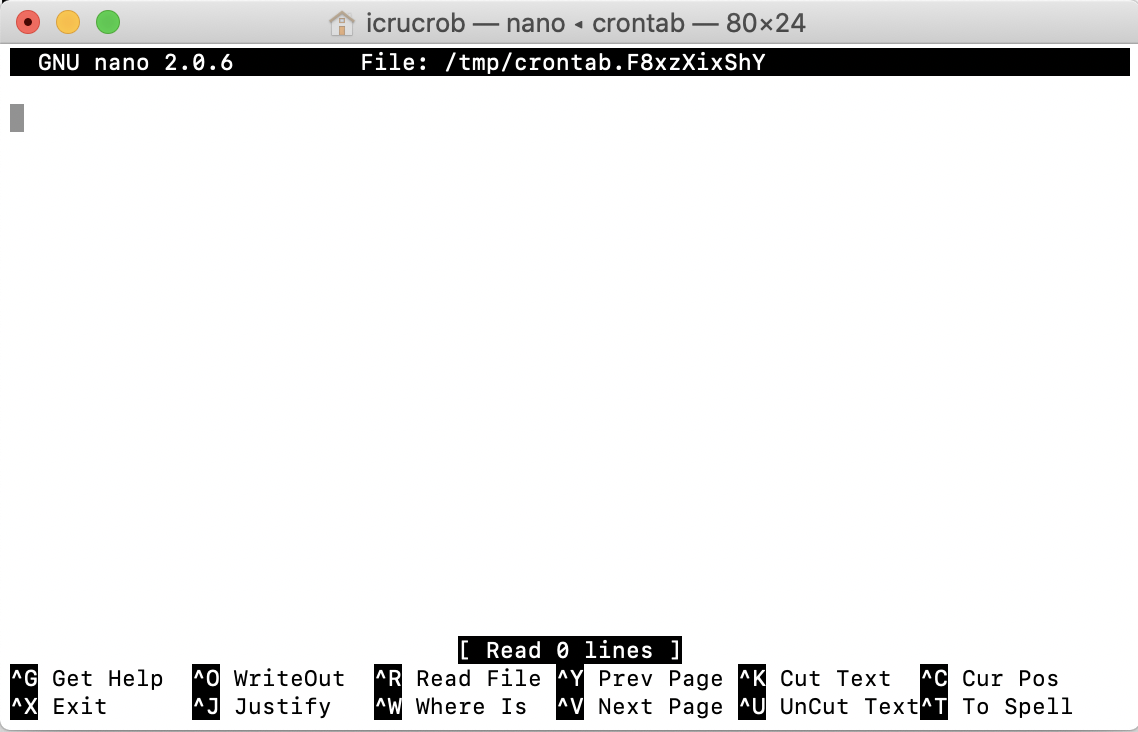 icrucrob — nano ◂ crontab — 80×24
GNU nano 2.0.6 File: /tmp/crontab.F8xzXixShY
[ Read 0 lines ]
^G Get Help ^O WriteOut ^R Read File ^Y Prev Page ^K Cut Text ^C Cur Pos
^X Exit ^J Justify ^W Where Is ^V Next Page ^U UnCut Text^T To Spell